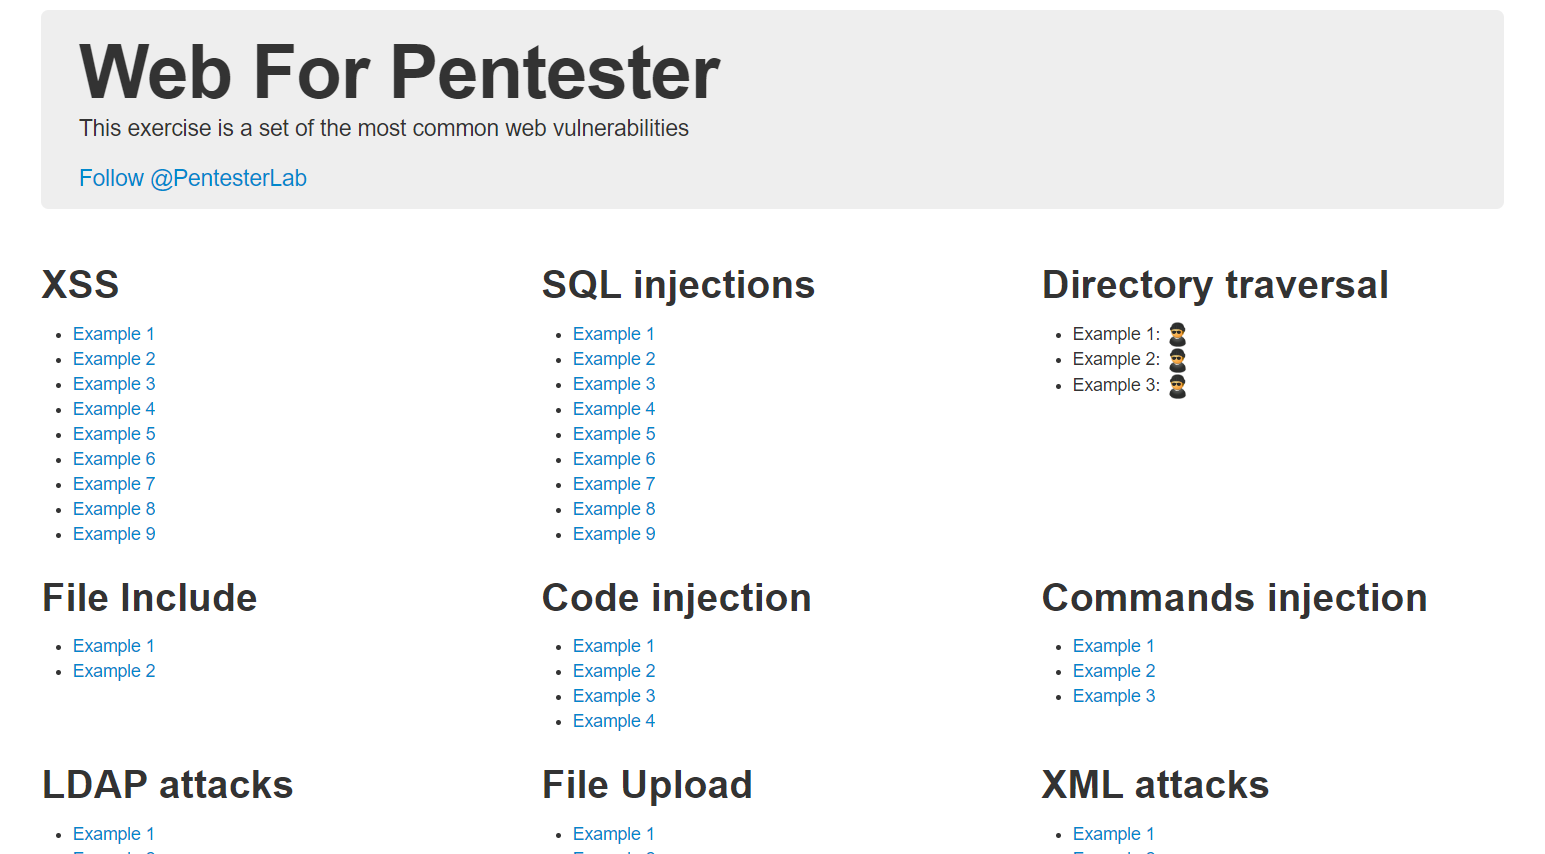 Web For Pentester
This exercise is a set of the most common web vulnerabilities
Follow @PentesterLab
XSS
Example 1
Example 2
Example 3
Example 4
Example 5
Example 6
Example 7
Example 8
Example 9
SQL injections
Example 1
Example 2
Example 3
Example 4
Example 5
Example 6
Example 7
Example 8
Example 9
Directory traversal
Example 1:
Example 2:
Example 3:
File Include
Example 1
Example 2
Code injection
Example 1
Example 2
Example 3
Example 4
Commands injection
Example 1
Example 2
Example 3
LDAP attacks
Example 1
File Upload
Example 1
XML attacks
Example 1